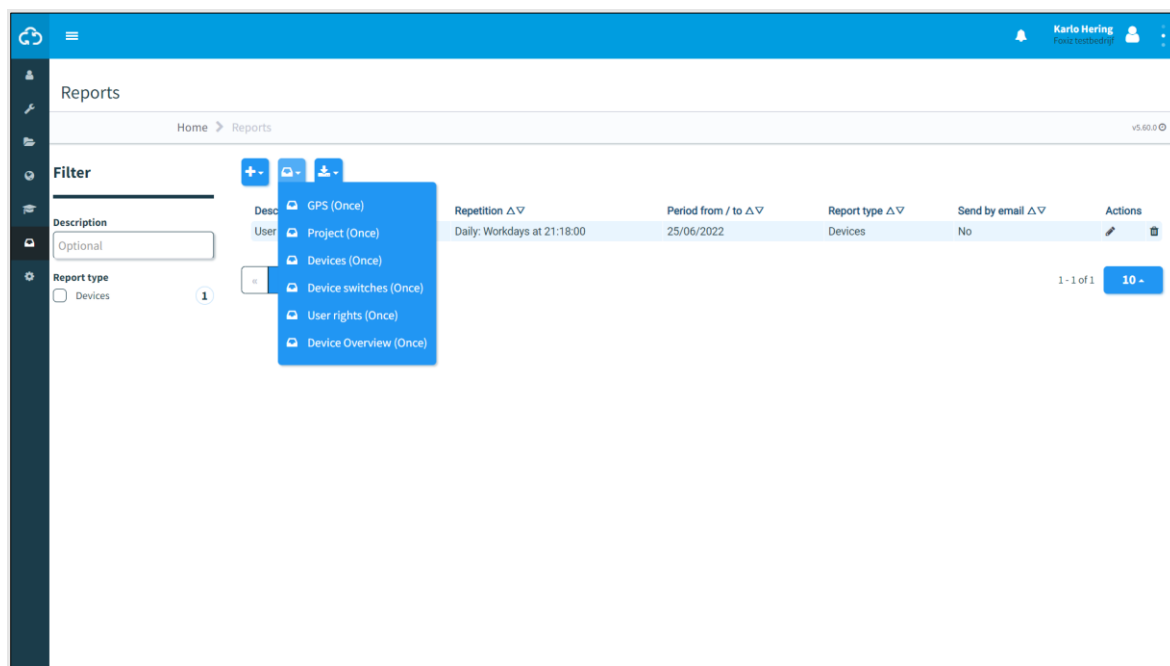 Karlo Hering
Foxiz testbedrijf
Reports
Home Reports
v5.60.0
Filter
Description
Optional
Report type
Devices 1
GPS (Once)
Project (Once)
Devices (Once)
Device switches (Once)
User rights (Once)
Device Overview (Once)
Desc Repetition △▽ Period from / to △▽ Report type △▽ Send by email △▽ Actions
User Daily: Workdays at 21:18:00 25/06/2022 Devices No
« 1 - 1 of 1 10